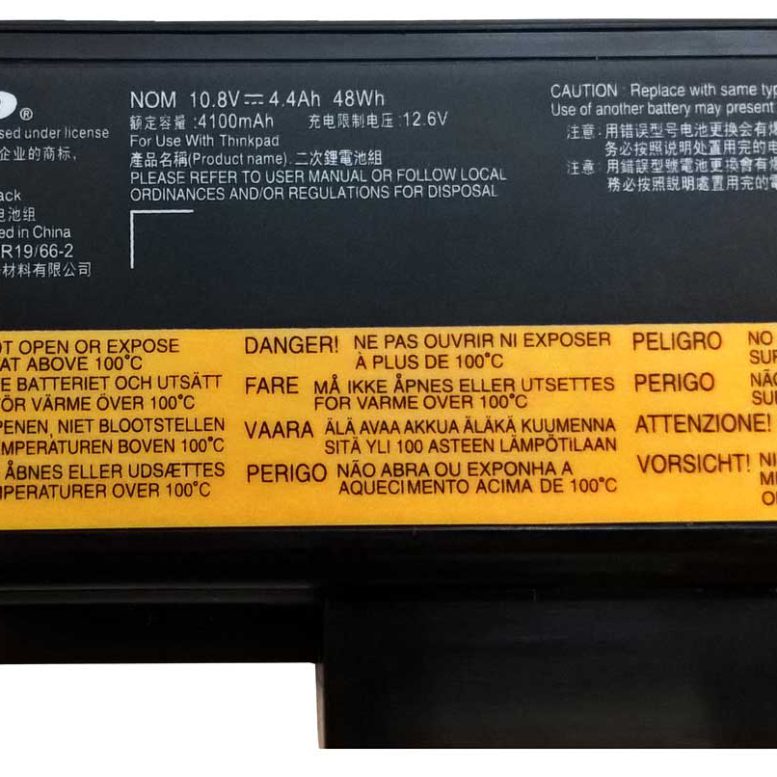 ®
sed under license
企业的商标，
ack
电池组
ed in China
R19/66-2
材料有限公司
NOM 10.8V⎓4.4Ah 48Wh
额定容量:4100mAh 充电限制电压:12.6V
For Use With Thinkpad
產品名稱(Product name). 二次鋰電池組
PLEASE REFER TO USER MANUAL OR FOLLOW LOCAL
ORDINANCES AND/OR REGULATIONS FOR DISPOSAL
CAUTION : Replace with same typ
Use of another battery may present
注意: 用错误型号电池更换会有爆
务必按照说明处置用完的电
注意: 用錯誤型號電池更換會有
務必按照說明處置用完的電
OT OPEN OR EXPOSE
AT ABOVE 100°C
E BATTERIET OCH UTSÄTT
ÖR VÄRME ÖVER 100°C
PENEN, NIET BLOOTSTELLEN
MPERATUREN BOVEN 100°C
ÅBNES ELLER UDSÆTTES
MPERATURER OVER 100°C
DANGER! NE PAS OUVRIR NI EXPOSER
À PLUS DE 100°C
FARE MÅ IKKE ÅPNES ELLER UTSETTES
FOR VARME OVER 100°C
VAARA ÄLÄ AVAA AKKUA ÄLÄKÄ KUUMENNA
SITÄ YLI 100 ASTEEN LÄMPÖTILAAN
PERIGO NÃO ABRA OU EXPONHA A
AQUECIMENTO ACIMA DE 100°C
PELIGRO NO
SUP
PERIGO NÃO
SUP
ATTENZIONE!
VORSICHT! NI
MI
O